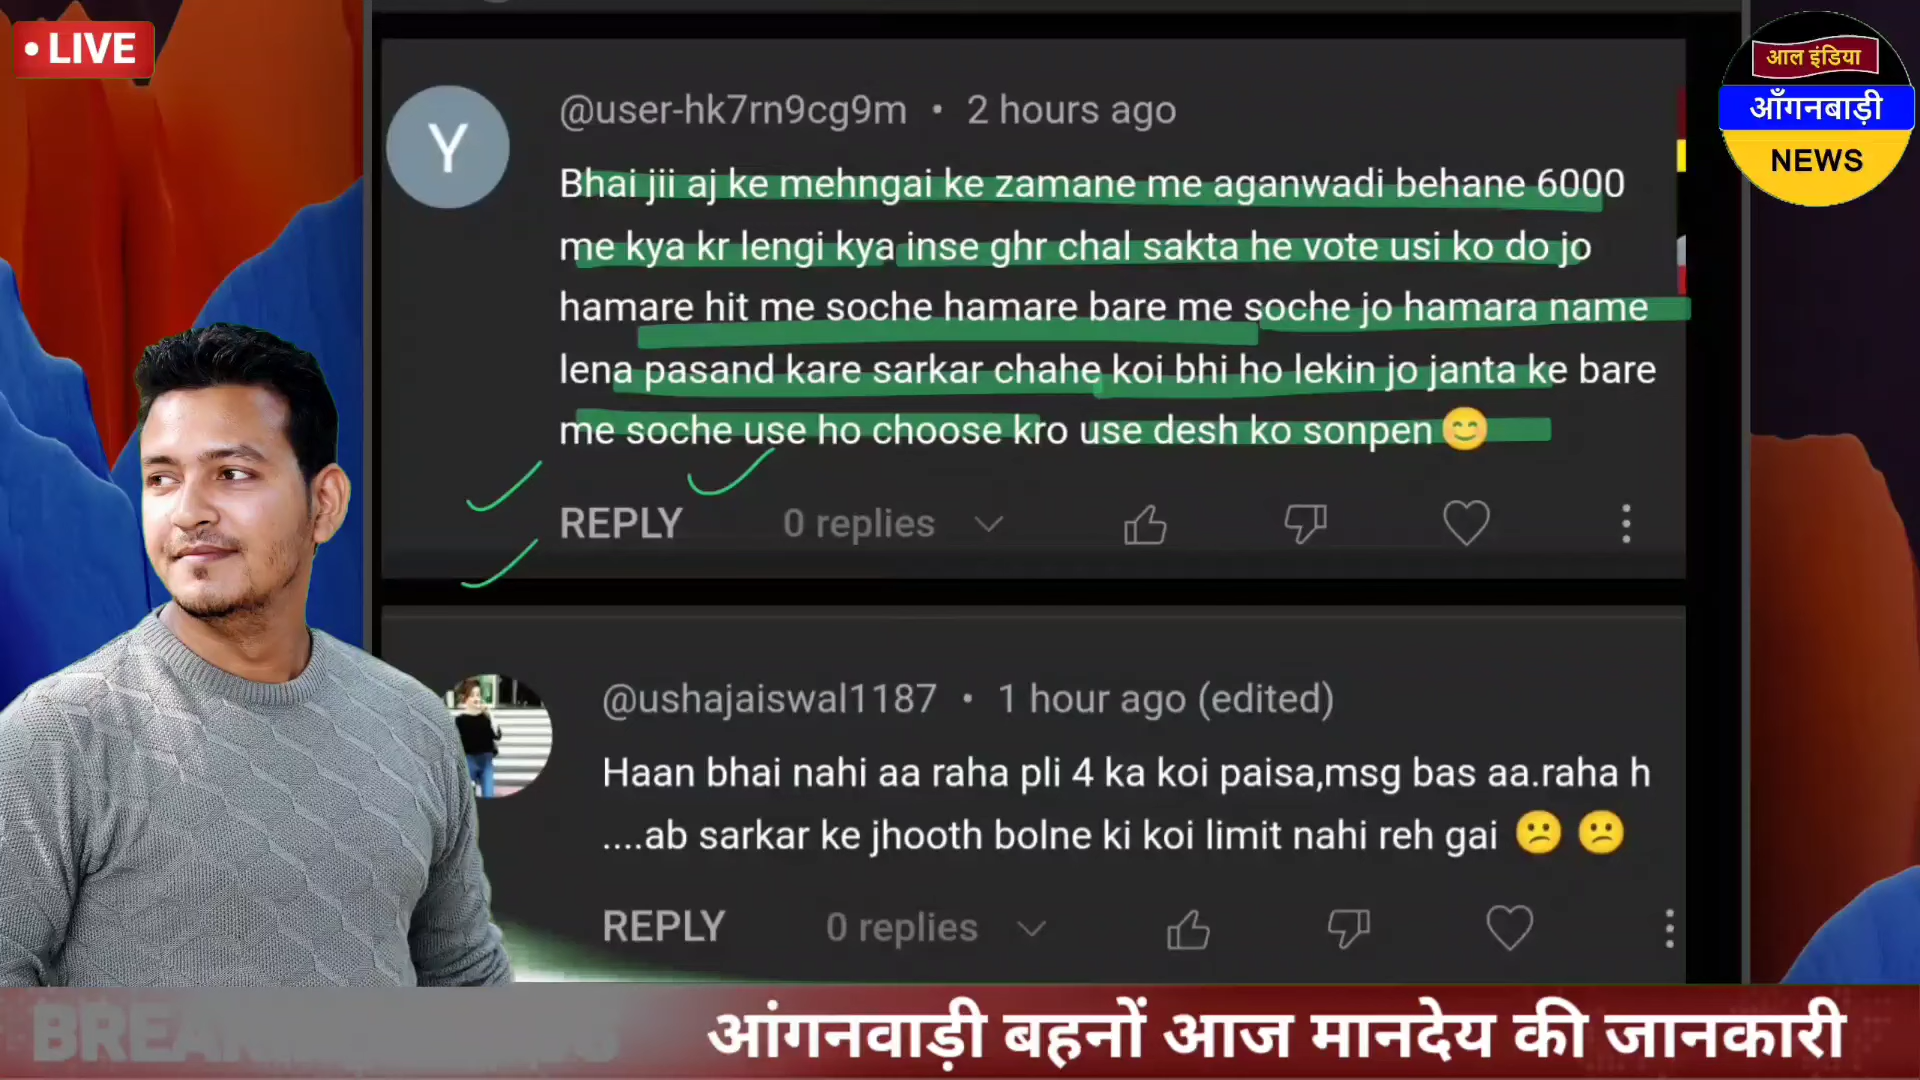 • LIVE
आल इंडिया
आँगनबाड़ी
NEWS
Y
@user-hk7rn9cg9m • 2 hours ago
Bhai jii aj ke mehngai ke zamane me aganwadi behane 6000
me kya kr lengi kya inse ghr chal sakta he vote usi ko do jo
hamare hit me soche hamare bare me soche jo hamara name
lena pasand kare sarkar chahe koi bhi ho lekin jo janta ke bare
me soche use ho choose kro use desh ko sonpen 😊
REPLY 0 replies
@ushajaiswal1187 • 1 hour ago (edited)
Haan bhai nahi aa raha pli 4 ka koi paisa,msg bas aa.raha h
....ab sarkar ke jhooth bolne ki koi limit nahi reh gai 😕 😕
REPLY 0 replies
आंगनवाड़ी बहनों आज मानदेय की जानकारी